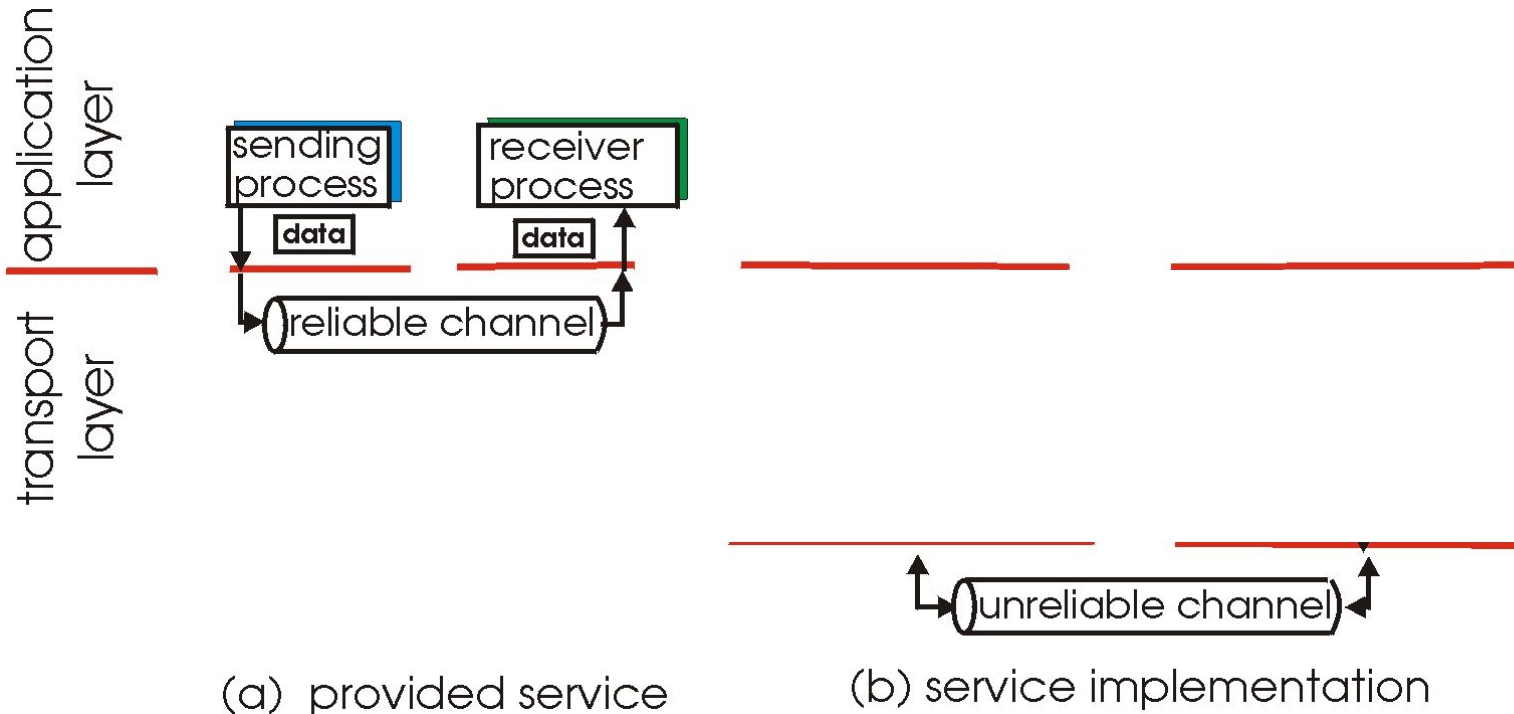 application
layer
transport
layer
sending
process
data
receiver
process
data
reliable channel
unreliable channel
(a) provided service
(b) service implementation